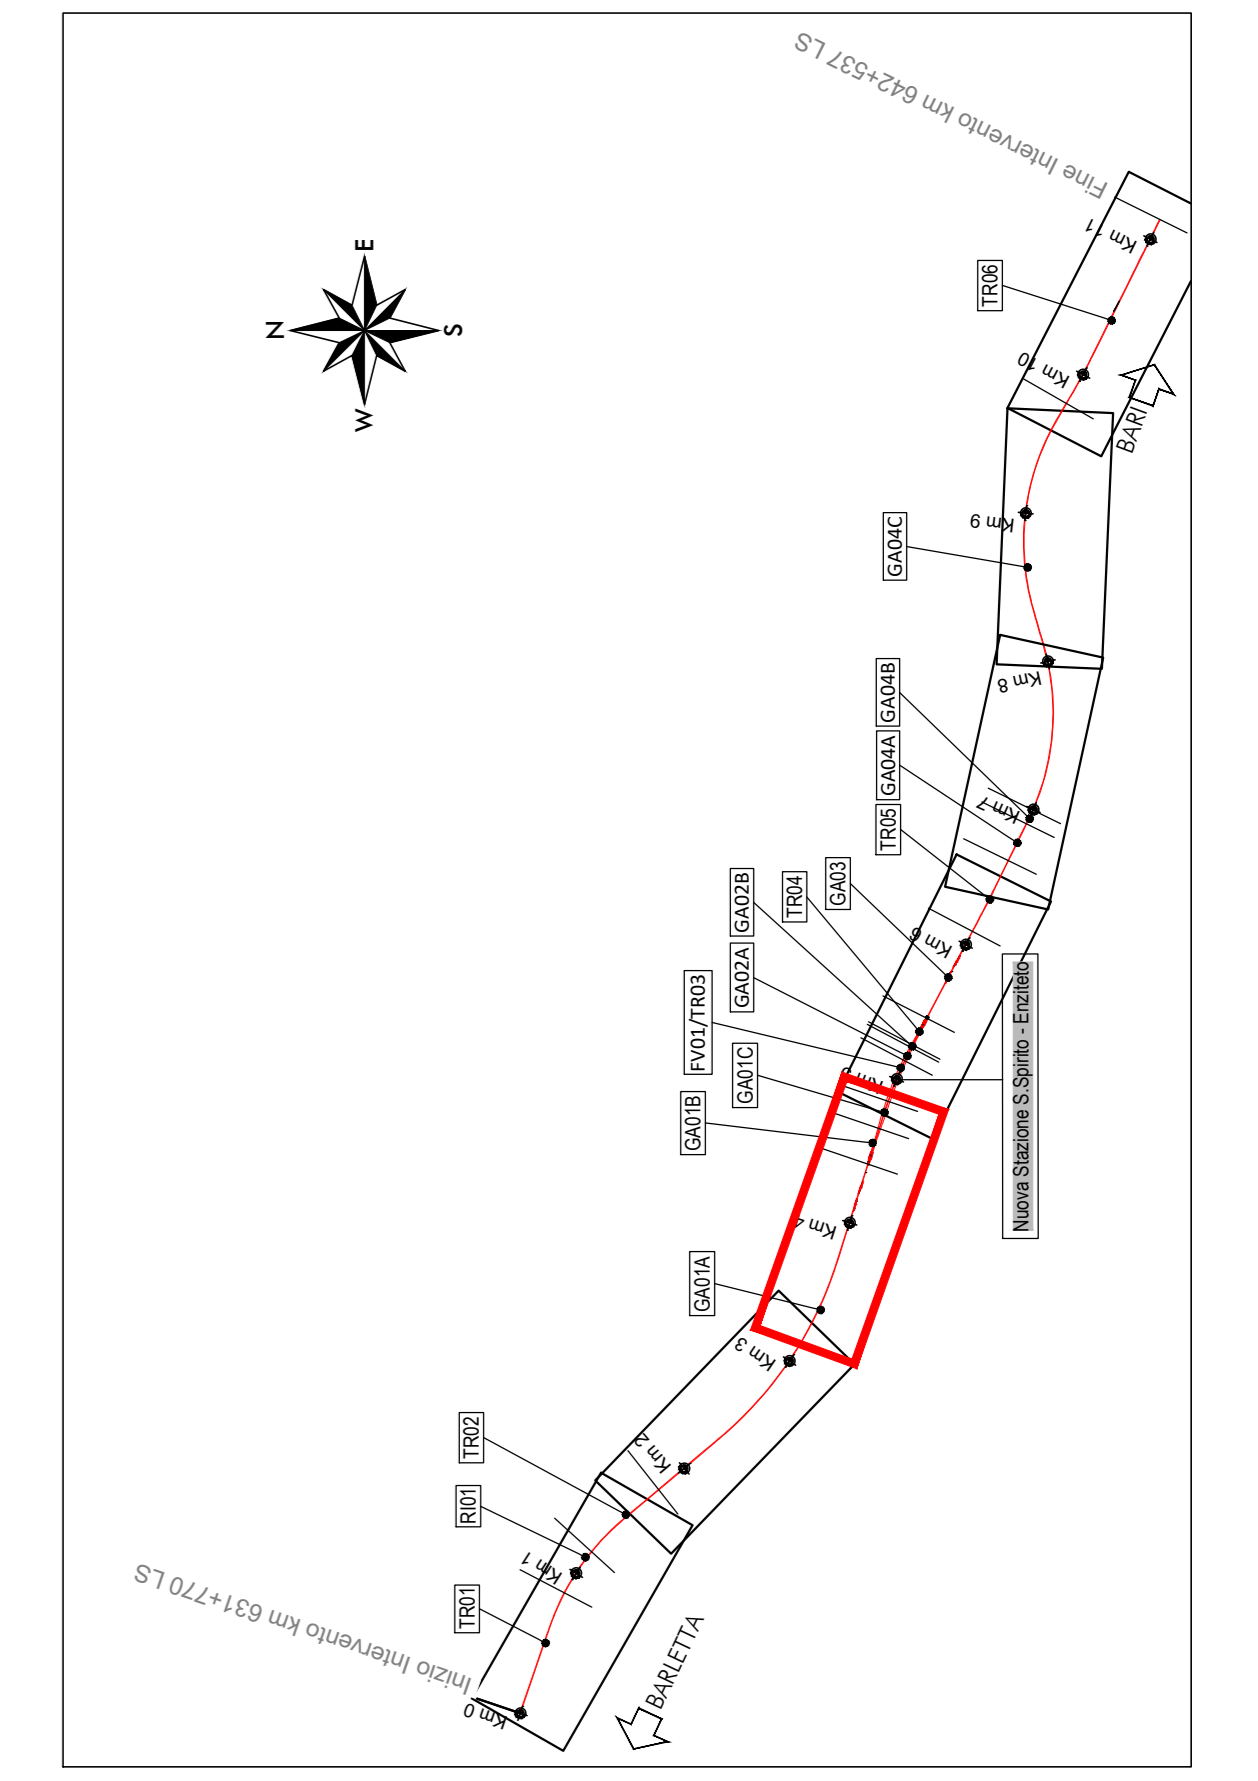 Fine Intervento km 642+537 LS
E
N
S
W
Km 11
TR06
Km 10
BARI
Km 9
GA04C
Km 8
GA04B
GA04A
Km 7
TR05
GA03
TR04
GA02B
Km 6
GA02A
FV01/TR03
Nuova Stazione S.Spirito - Enziteto
GA01C
GA01B
Km 4
GA01A
Km 3
TR02
Km 2
RI01
Km 1
TR01
Inizio Intervento km 631+770 LS
BARLETTA
Km 0